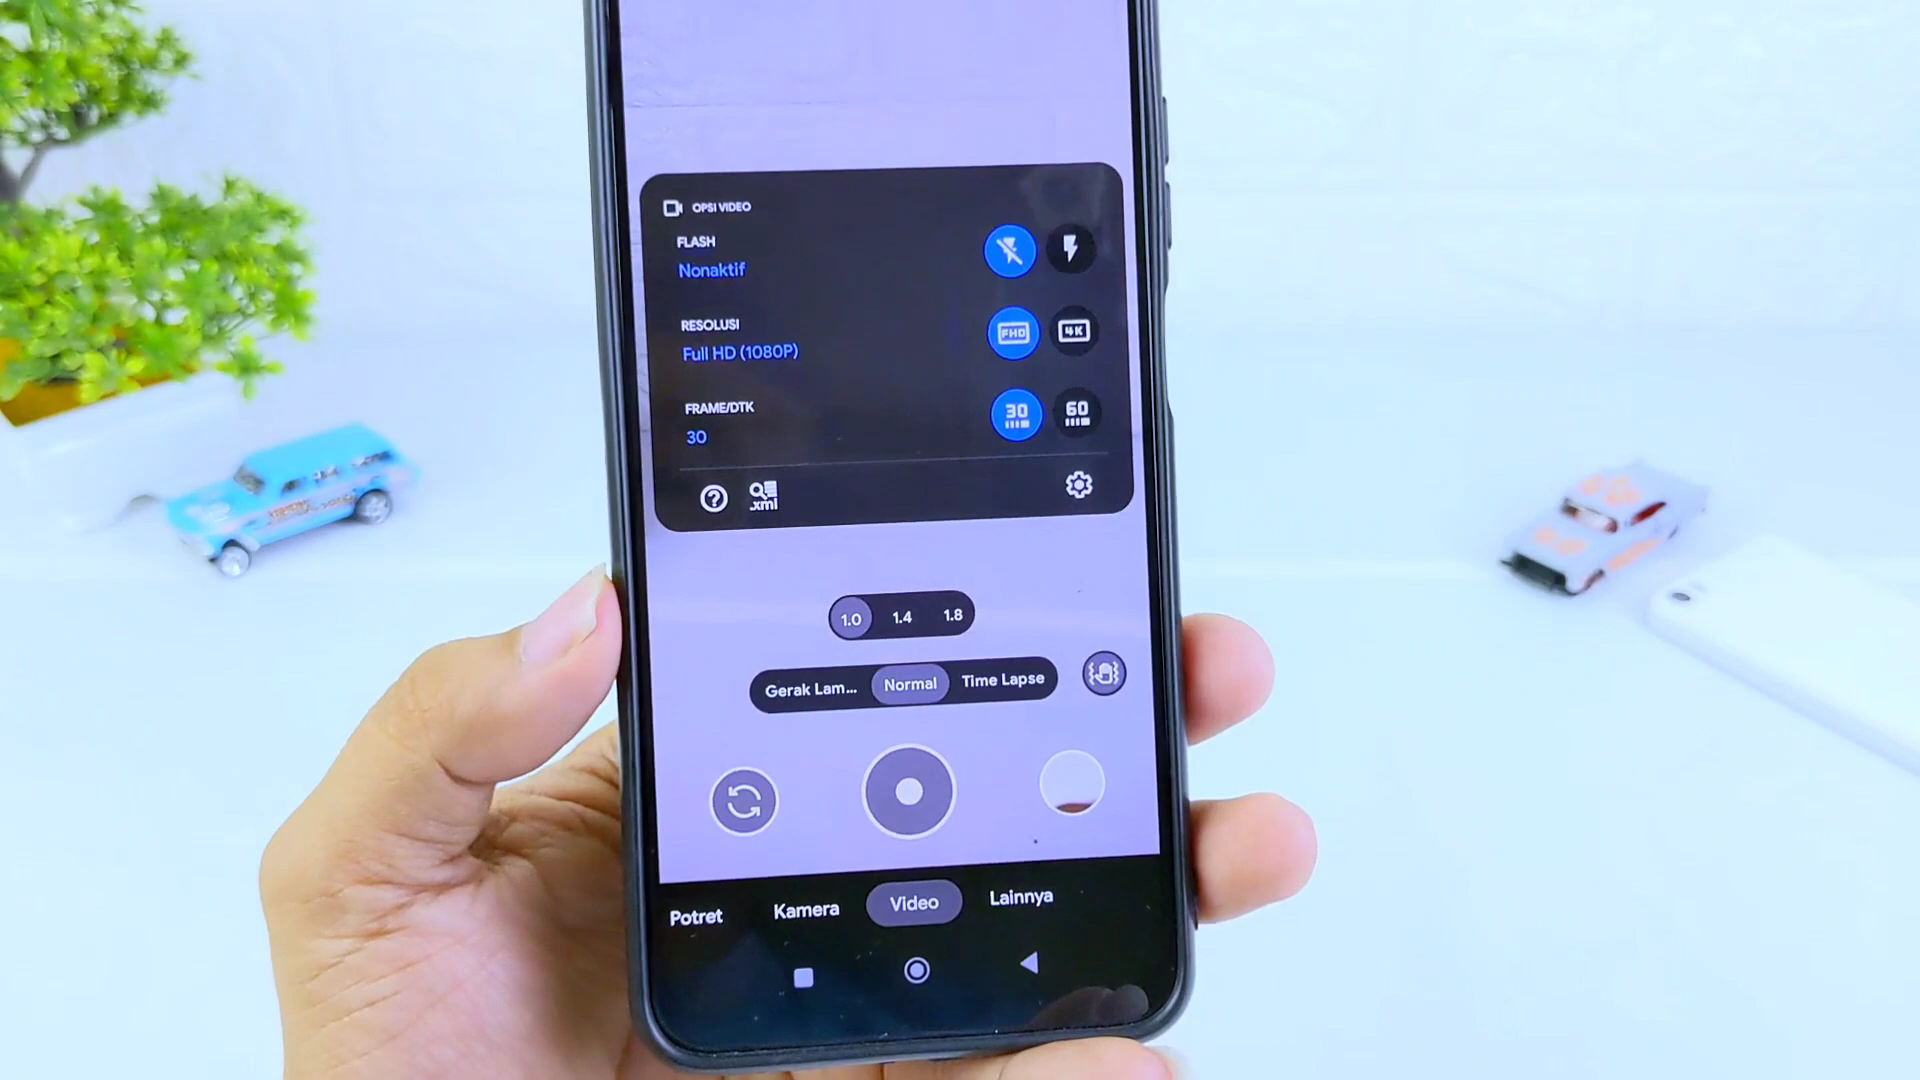 OPSI VIDEO
FLASH
Nonaktif
RESOLUSI
Full HD (1080P)
FHD
4K
FRAME/DTK
30
30
60
.xml
1.0
1.4
1.8
Gerak Lam...
Normal
Time Lapse
Potret
Kamera
Video
Lainnya